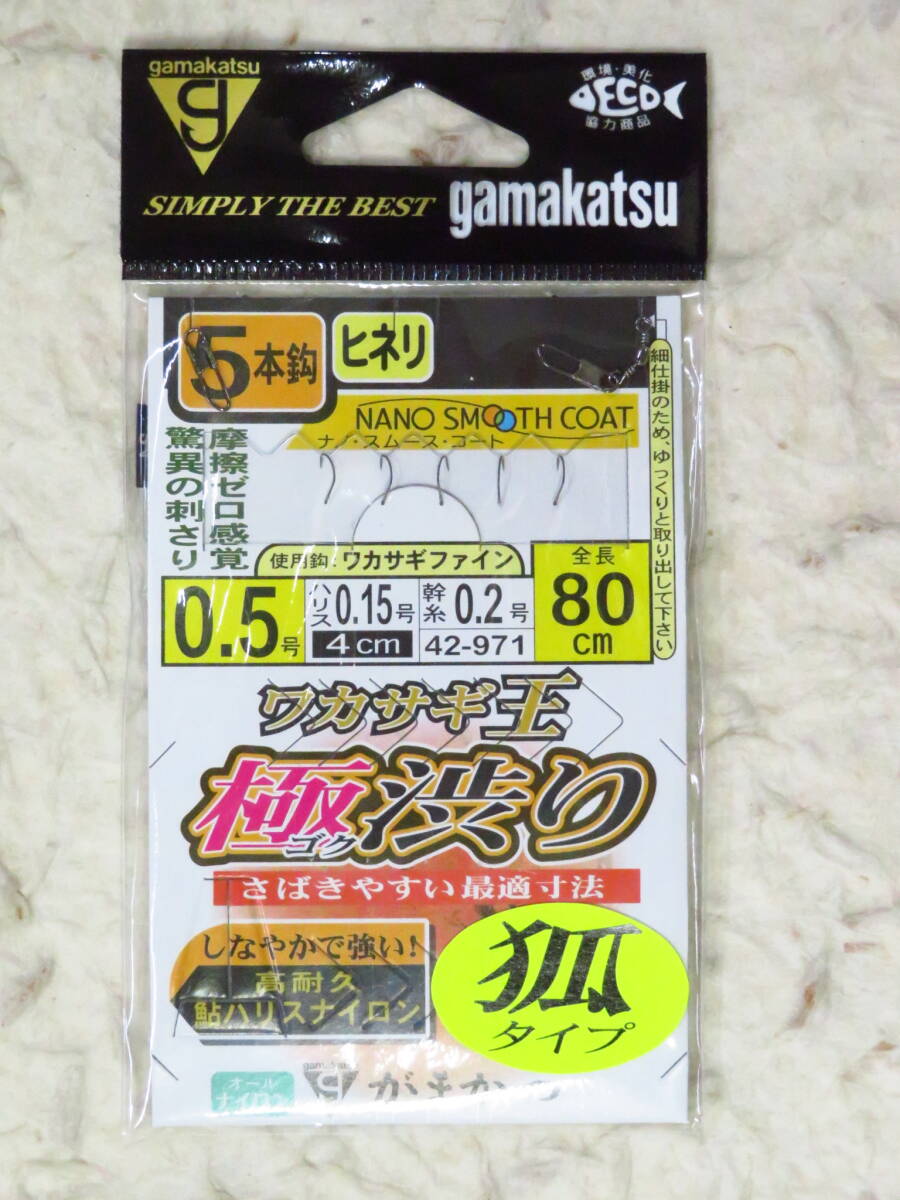 gamakatsu
環境・美化
ECO
協力商品
SIMPLY THE BEST
gamakatsu
5本鈎
ヒネリ
NANO SMOOTH COAT
ナノ・スムース・コート
摩擦ゼロ感覚
驚異の刺さり
細仕掛のため、ゆっくりと取り出して下さい
使用鈎:ワカサギファイン
0.5号
ハリス0.15号
4cm
幹糸0.2号
42-971
全長
80cm
ワカサギ王
極渋り
ゴク
さばきやすい最適寸法
しなやかで強い!
高耐久
鮎ハリスナイロン
狐
タイプ
オール
ナイロン
gamakatsu
がまかつ